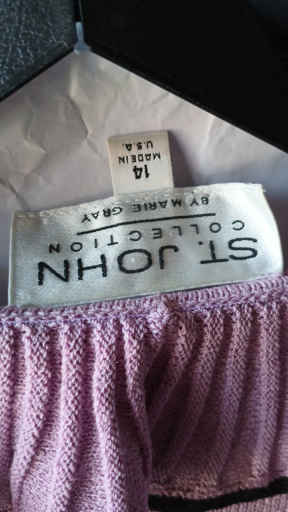 ST. JOHN
COLLECTION
BY MARIE GRAY
14
MADE IN
U.S.A.